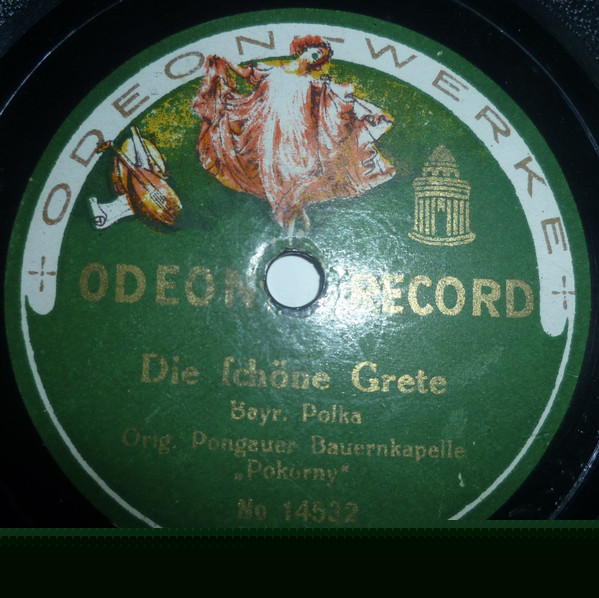 ODEON-WERKE
ODEON RECORD
Die ſchöne Grete
Bayr. Polka
Orig. Pongauer Bauernkapelle
„Pokorny“
No 14532